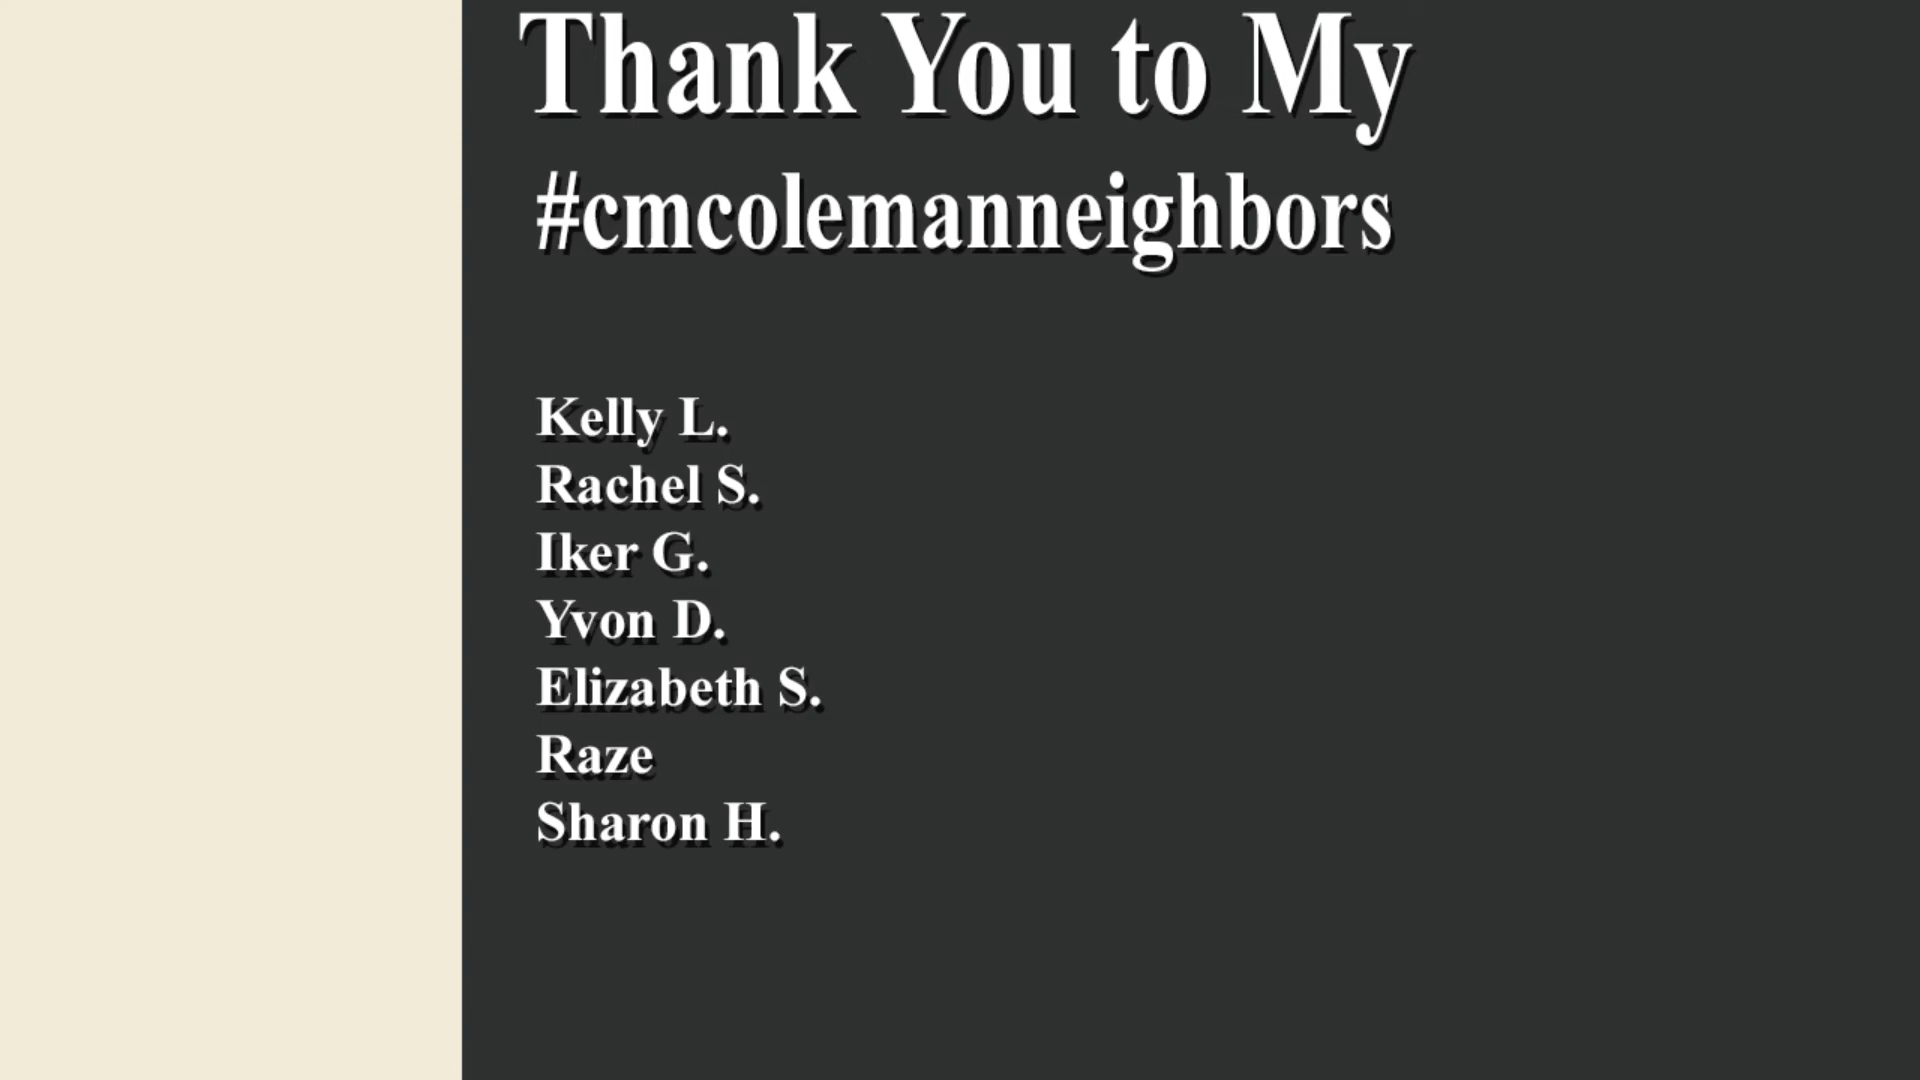 Thank You to My
#cmcolemanneighbors
Kelly L.
Rachel S.
Iker G.
Yvon D.
Elizabeth S.
Raze
Sharon H.